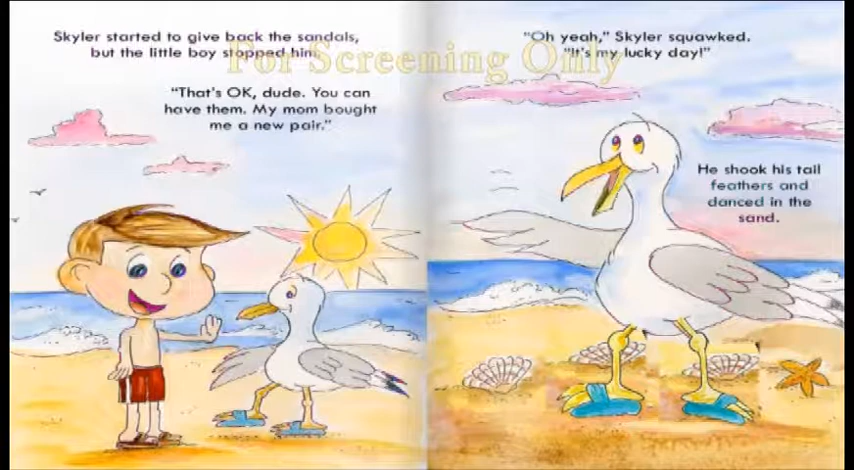 Skyler started to give back the sandals,
but the little boy stopped him.
"That's OK, dude. You can
have them. My mom bought
me a new pair."
For Screening Only
"Oh yeah," Skyler squawked.
"It's my lucky day!"
He shook his tail
feathers and
danced in the
sand.